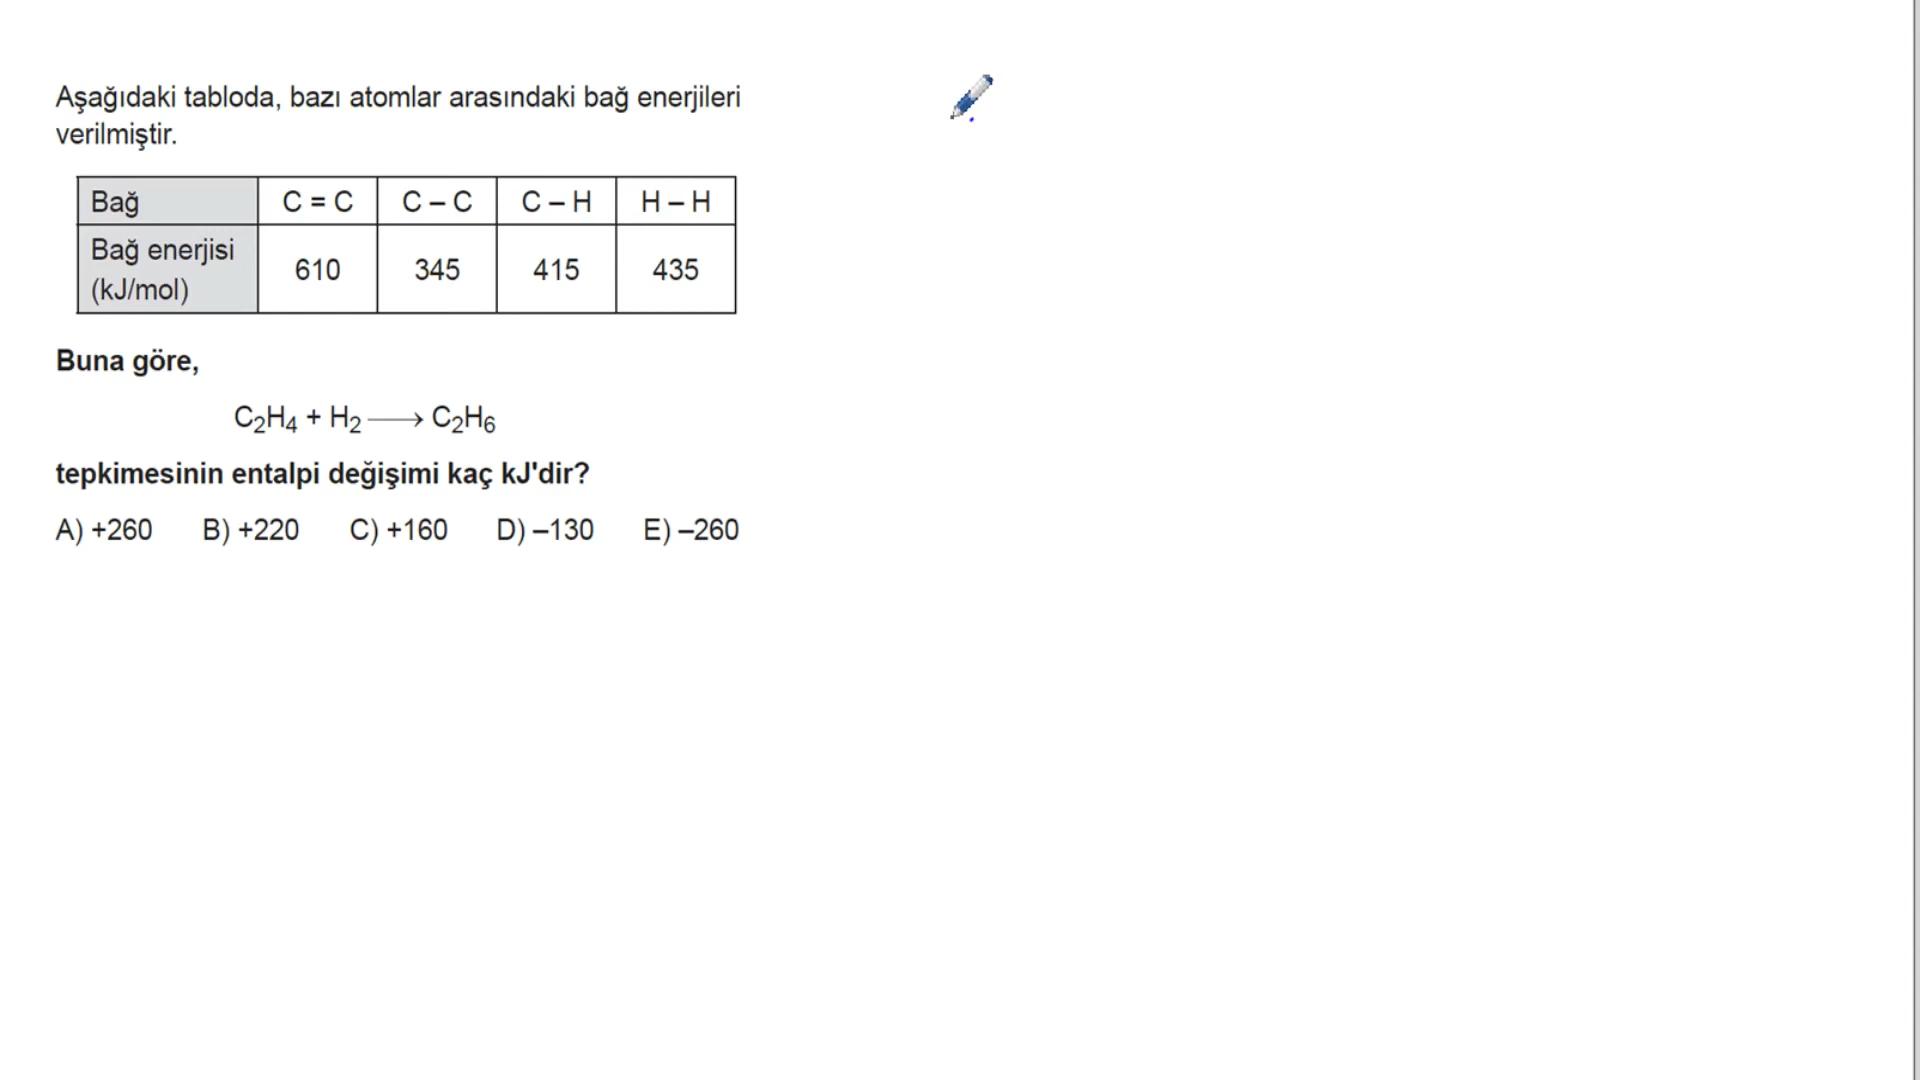 Aşağıdaki tabloda, bazı atomlar arasındaki bağ enerjileri
verilmiştir.
Bağ C = C C – C C – H H – H
Bağ enerjisi (kJ/mol) 610 345 415 435
Buna göre,
C₂H₄ + H₂ ⟶ C₂H₆
tepkimesinin entalpi değişimi kaç kJ'dir?
A) +260 B) +220 C) +160 D) –130 E) –260